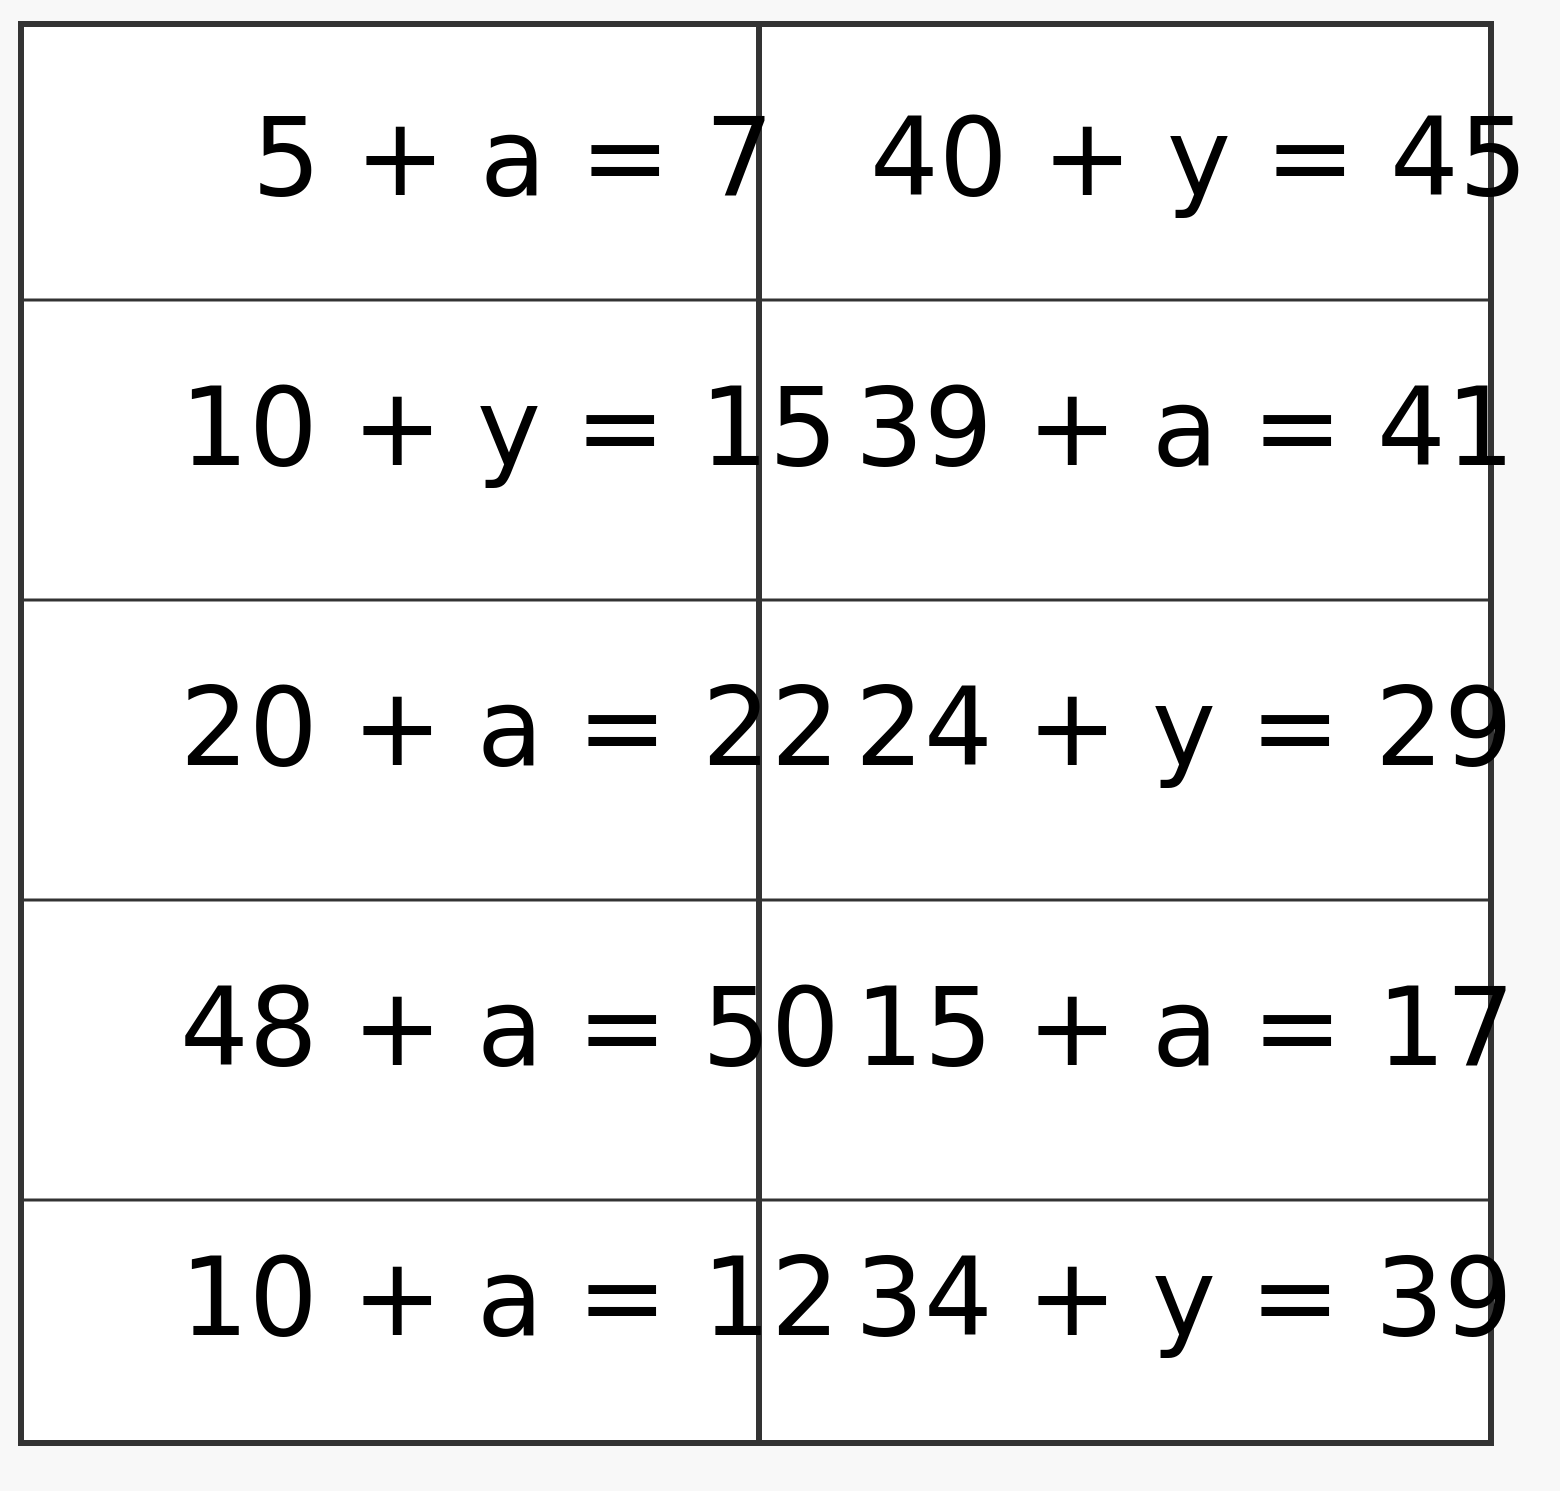 5 + a = 7
40 + y = 45
10 + y = 15
39 + a = 41
20 + a = 22
24 + y = 29
48 + a = 50
15 + a = 17
10 + a = 12
34 + y = 39